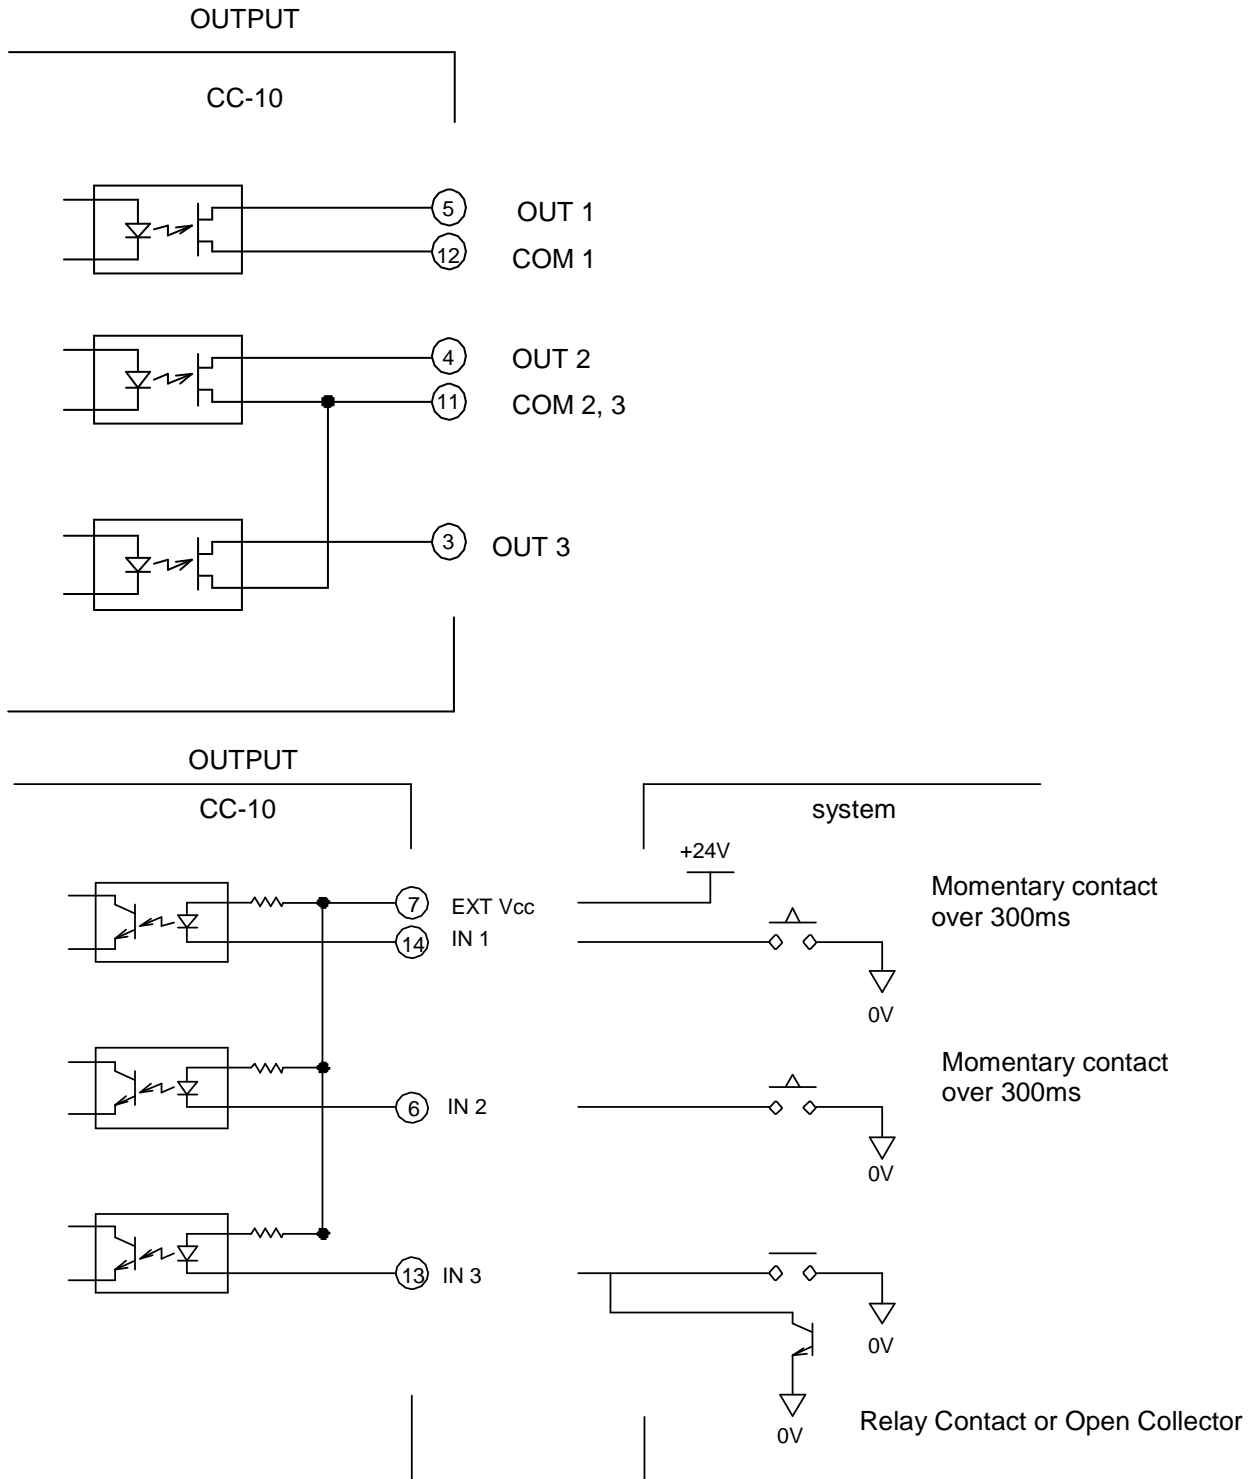 OUTPUT
CC-10
5 OUT 1
12 COM 1
4 OUT 2
11 COM 2, 3
3 OUT 3
OUTPUT
CC-10
system
+24V
7 EXT Vcc
Momentary contact
over 300ms
14 IN 1
0V
Momentary contact
over 300ms
6 IN 2
0V
13 IN 3
0V
Relay Contact or Open Collector
0V